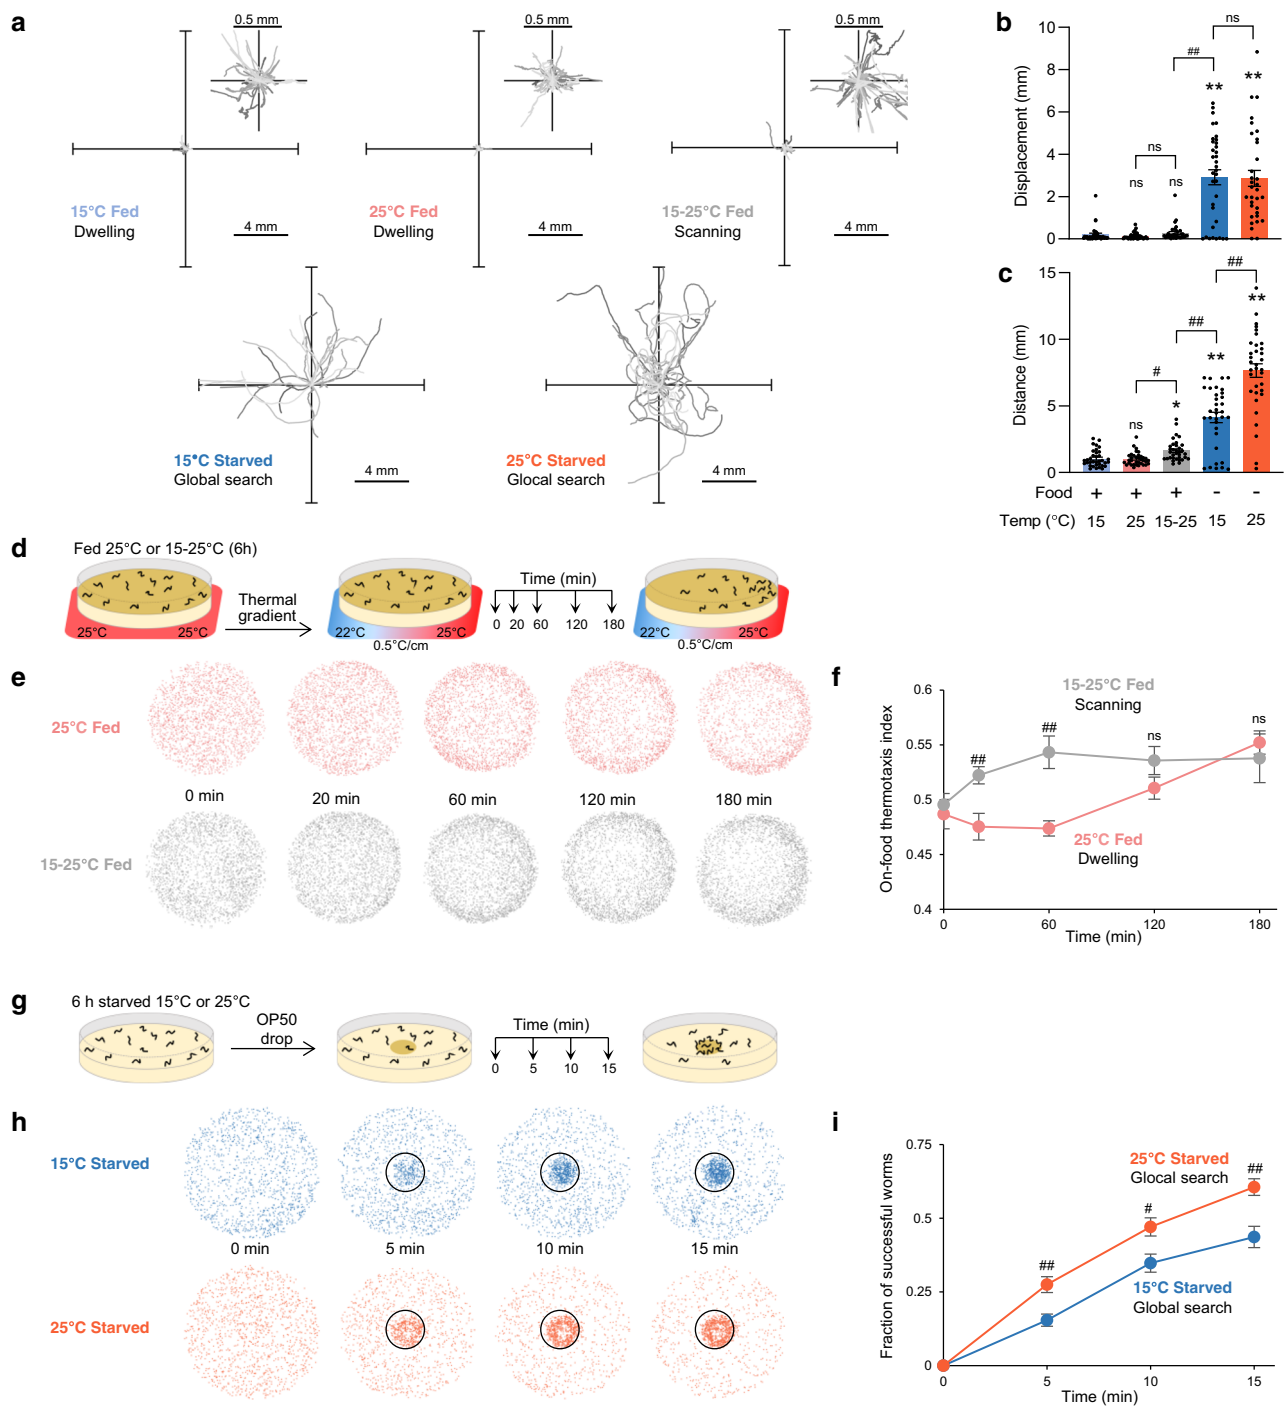 a
0.5 mm
0.5 mm
0.5 mm
15°C Fed
Dwelling
4 mm
25°C Fed
Dwelling
4 mm
15-25°C Fed
Scanning
4 mm
15°C Starved
Global search
4 mm
25°C Starved
Glocal search
4 mm
b
Displacement (mm)
10
8
6
4
2
0
ns
ns
ns
##
**
ns
**
c
Distance (mm)
15
10
5
0
ns
#
*
##
**
##
**
Food + + + - -
Temp (°C) 15 25 15-25 15 25
d
Fed 25°C or 15-25°C (6h)
25°C 25°C
Thermal
gradient
22°C 25°C
0.5°C/cm
Time (min)
0 20 60 120 180
22°C 25°C
0.5°C/cm
e
25°C Fed
0 min 20 min 60 min 120 min 180 min
15-25°C Fed
f
On-food thermotaxis index
0.6
0.55
0.5
0.45
0.4
15-25°C Fed
Scanning
##
##
ns
ns
25°C Fed
Dwelling
0 60 120 180
Time (min)
g
6 h starved 15°C or 25°C
OP50
drop
Time (min)
0 5 10 15
h
15°C Starved
0 min 5 min 10 min 15 min
25°C Starved
i
Fraction of successful worms
0.75
0.5
0.25
0
25°C Starved
Glocal search
##
#
##
15°C Starved
Global search
0 5 10 15
Time (min)